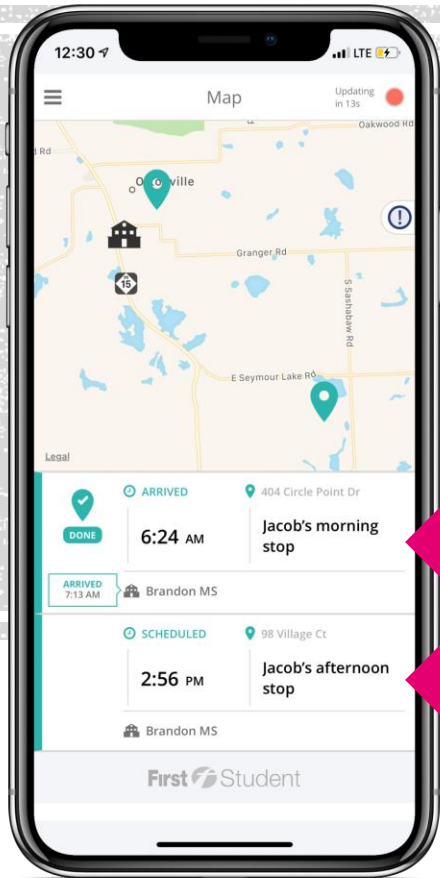 12:30
LTE
Map
Updating
in 13s
Oakwood Rd
d Rd
Granger Rd
15
S Sashabaw Rd
E Seymour Lake Rd
Legal
ARRIVED
404 Circle Point Dr
DONE
6:24 AM
Jacob's morning
stop
ARRIVED
7:13 AM
Brandon MS
SCHEDULED
98 Village Ct
2:56 PM
Jacob's afternoon
stop
Brandon MS
First Student